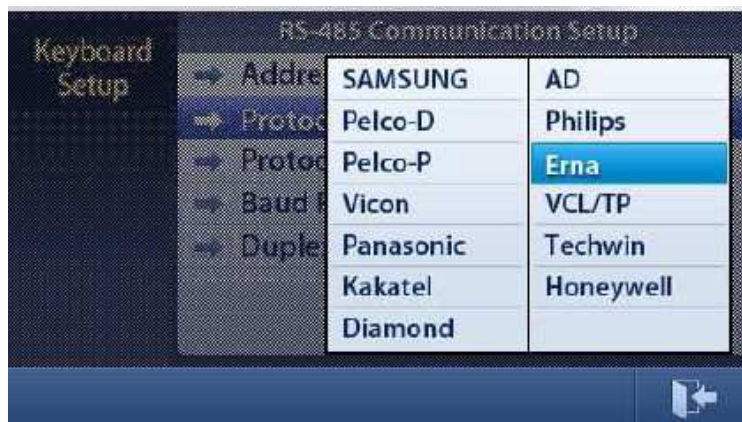 RS-485 Communication Setup
Keyboard
Setup
Addre
Protoc
Protoc
Baud
Duple
SAMSUNG
Pelco-D
Pelco-P
Vicon
Panasonic
Kakatel
Diamond
AD
Philips
Erna
VCL/TP
Techwin
Honeywell